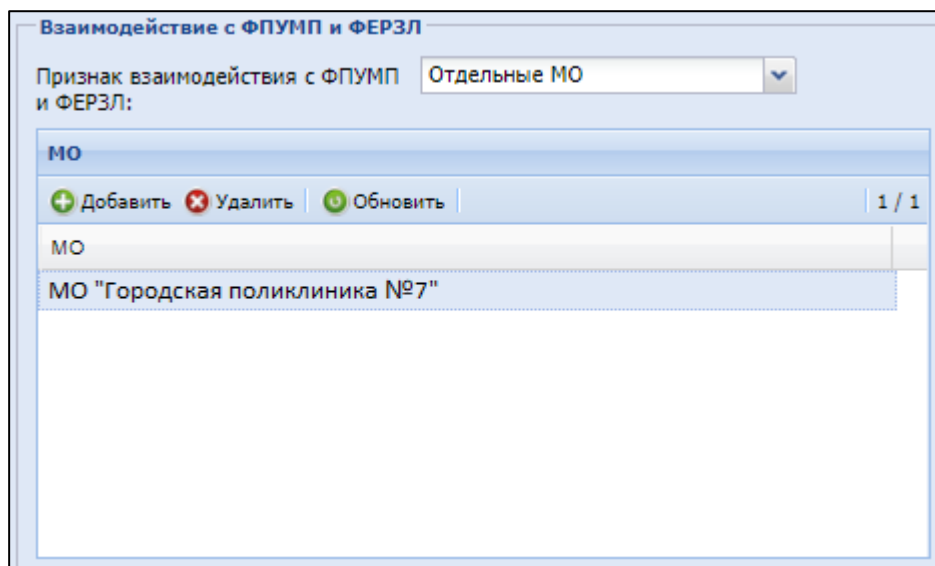 Взаимодействие с ФПУМП и ФЕРЗЛ
Признак взаимодействия с ФПУМП Отдельные МО
и ФЕРЗЛ:
МО
Добавить Удалить Обновить 1 / 1
МО
МО "Городская поликлиника №7"